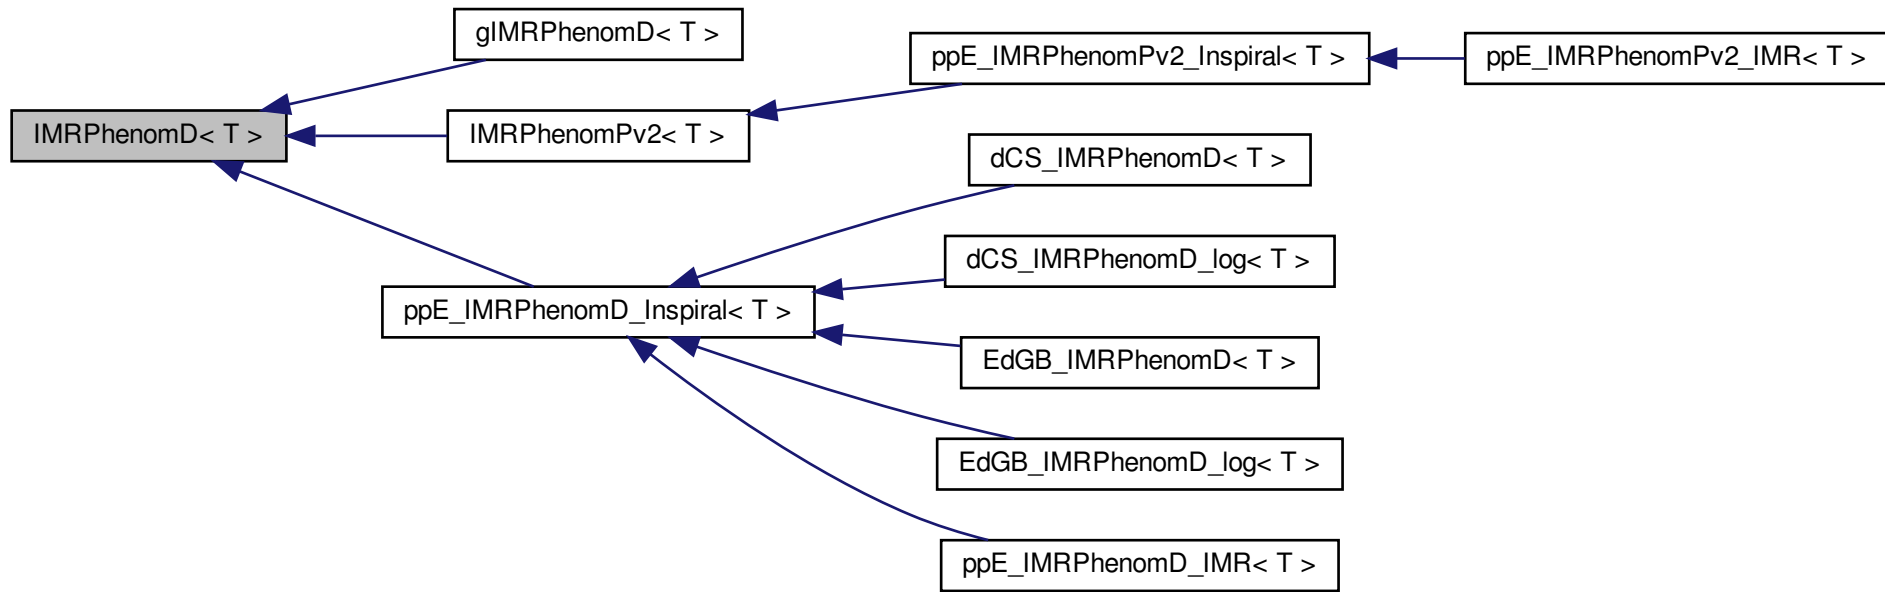 gIMRPhenomD< T >
ppE_IMRPhenomPv2_Inspiral< T >
ppE_IMRPhenomPv2_IMR< T >
IMRPhenomD< T >
IMRPhenomPv2< T >
dCS_IMRPhenomD< T >
dCS_IMRPhenomD_log< T >
ppE_IMRPhenomD_Inspiral< T >
EdGB_IMRPhenomD< T >
EdGB_IMRPhenomD_log< T >
ppE_IMRPhenomD_IMR< T >